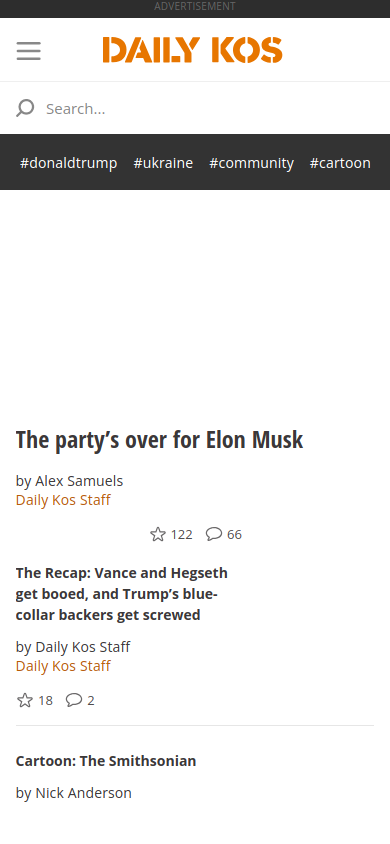 ADVERTISEMENT
DAILY KOS
Search...
#donaldtrump #ukraine #community #cartoon
The party’s over for Elon Musk
by Alex Samuels
Daily Kos Staff
122 66
The Recap: Vance and Hegseth
get booed, and Trump’s blue-
collar backers get screwed
by Daily Kos Staff
Daily Kos Staff
18 2
Cartoon: The Smithsonian
by Nick Anderson